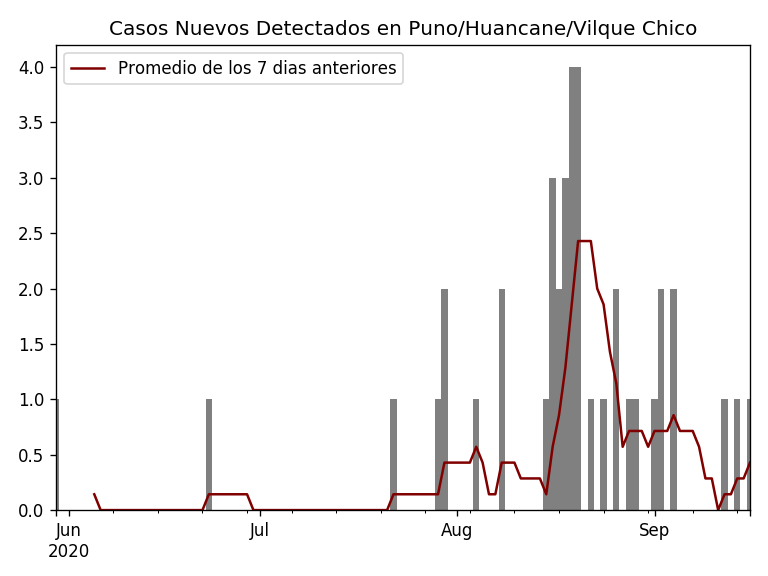 Casos Nuevos Detectados en Puno/Huancane/Vilque Chico
Promedio de los 7 dias anteriores
4.0
3.5
3.0
2.5
2.0
1.5
1.0
0.5
0.0
Jun
2020
Jul
Aug
Sep